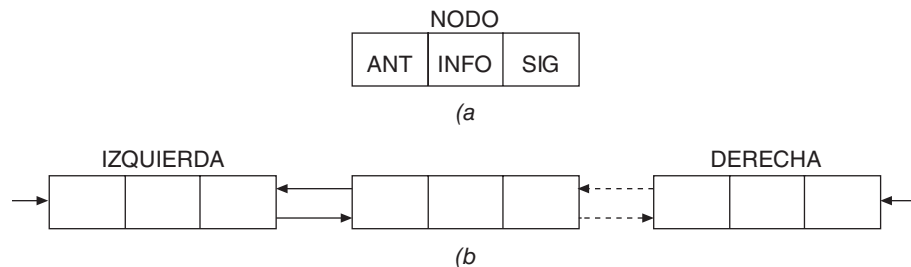 NODO
ANT INFO SIG
(a
IZQUIERDA DERECHA
(b